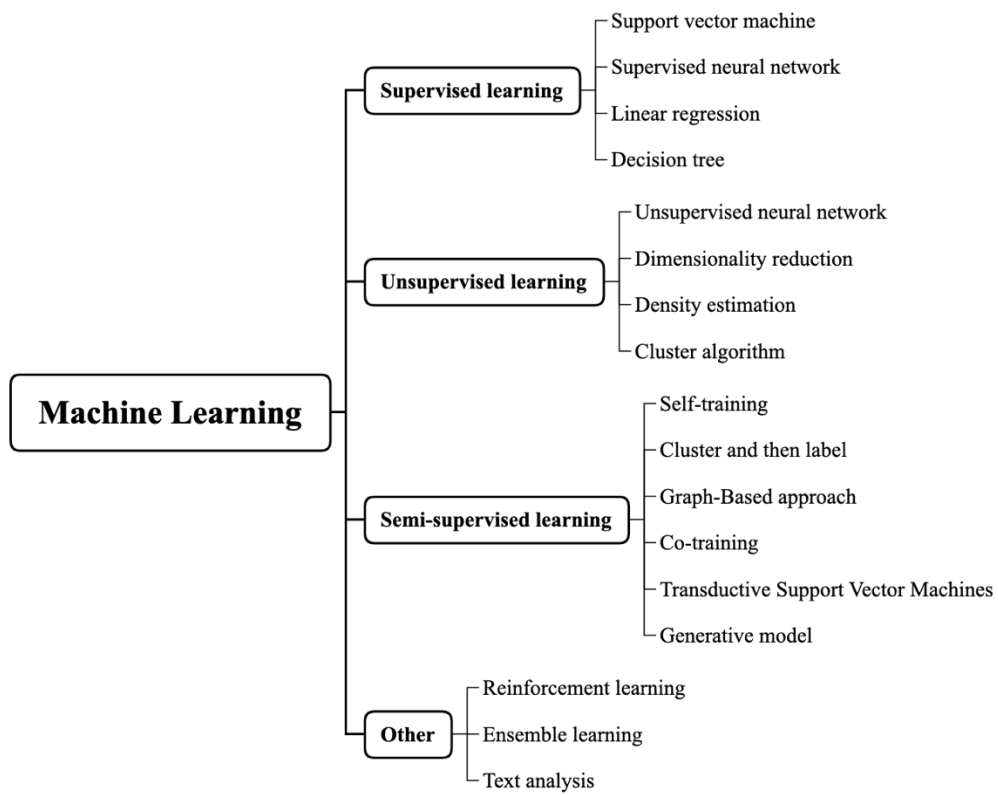 Machine Learning
Supervised learning
Support vector machine
Supervised neural network
Linear regression
Decision tree
Unsupervised learning
Unsupervised neural network
Dimensionality reduction
Density estimation
Cluster algorithm
Semi-supervised learning
Self-training
Cluster and then label
Graph-Based approach
Co-training
Transductive Support Vector Machines
Generative model
Other
Reinforcement learning
Ensemble learning
Text analysis